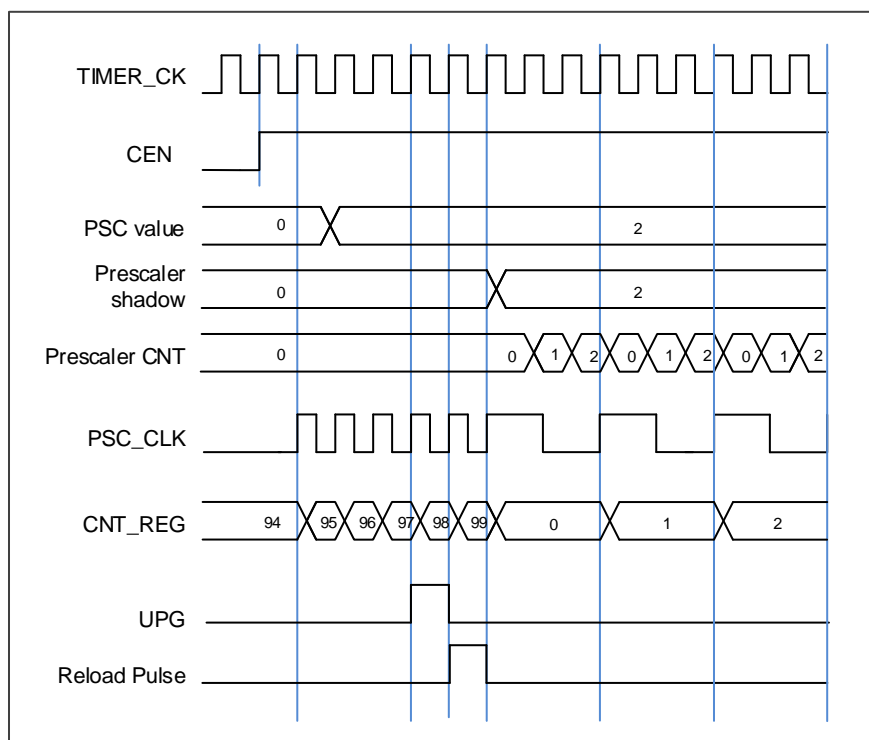 TIMER_CK
CEN
PSC value 0 2
Prescaler
shadow 0 2
Prescaler CNT 0 0 1 2 0 1 2 0 1 2
PSC_CLK
CNT_REG 94 95 96 97 98 99 0 1 2
UPG
Reload Pulse